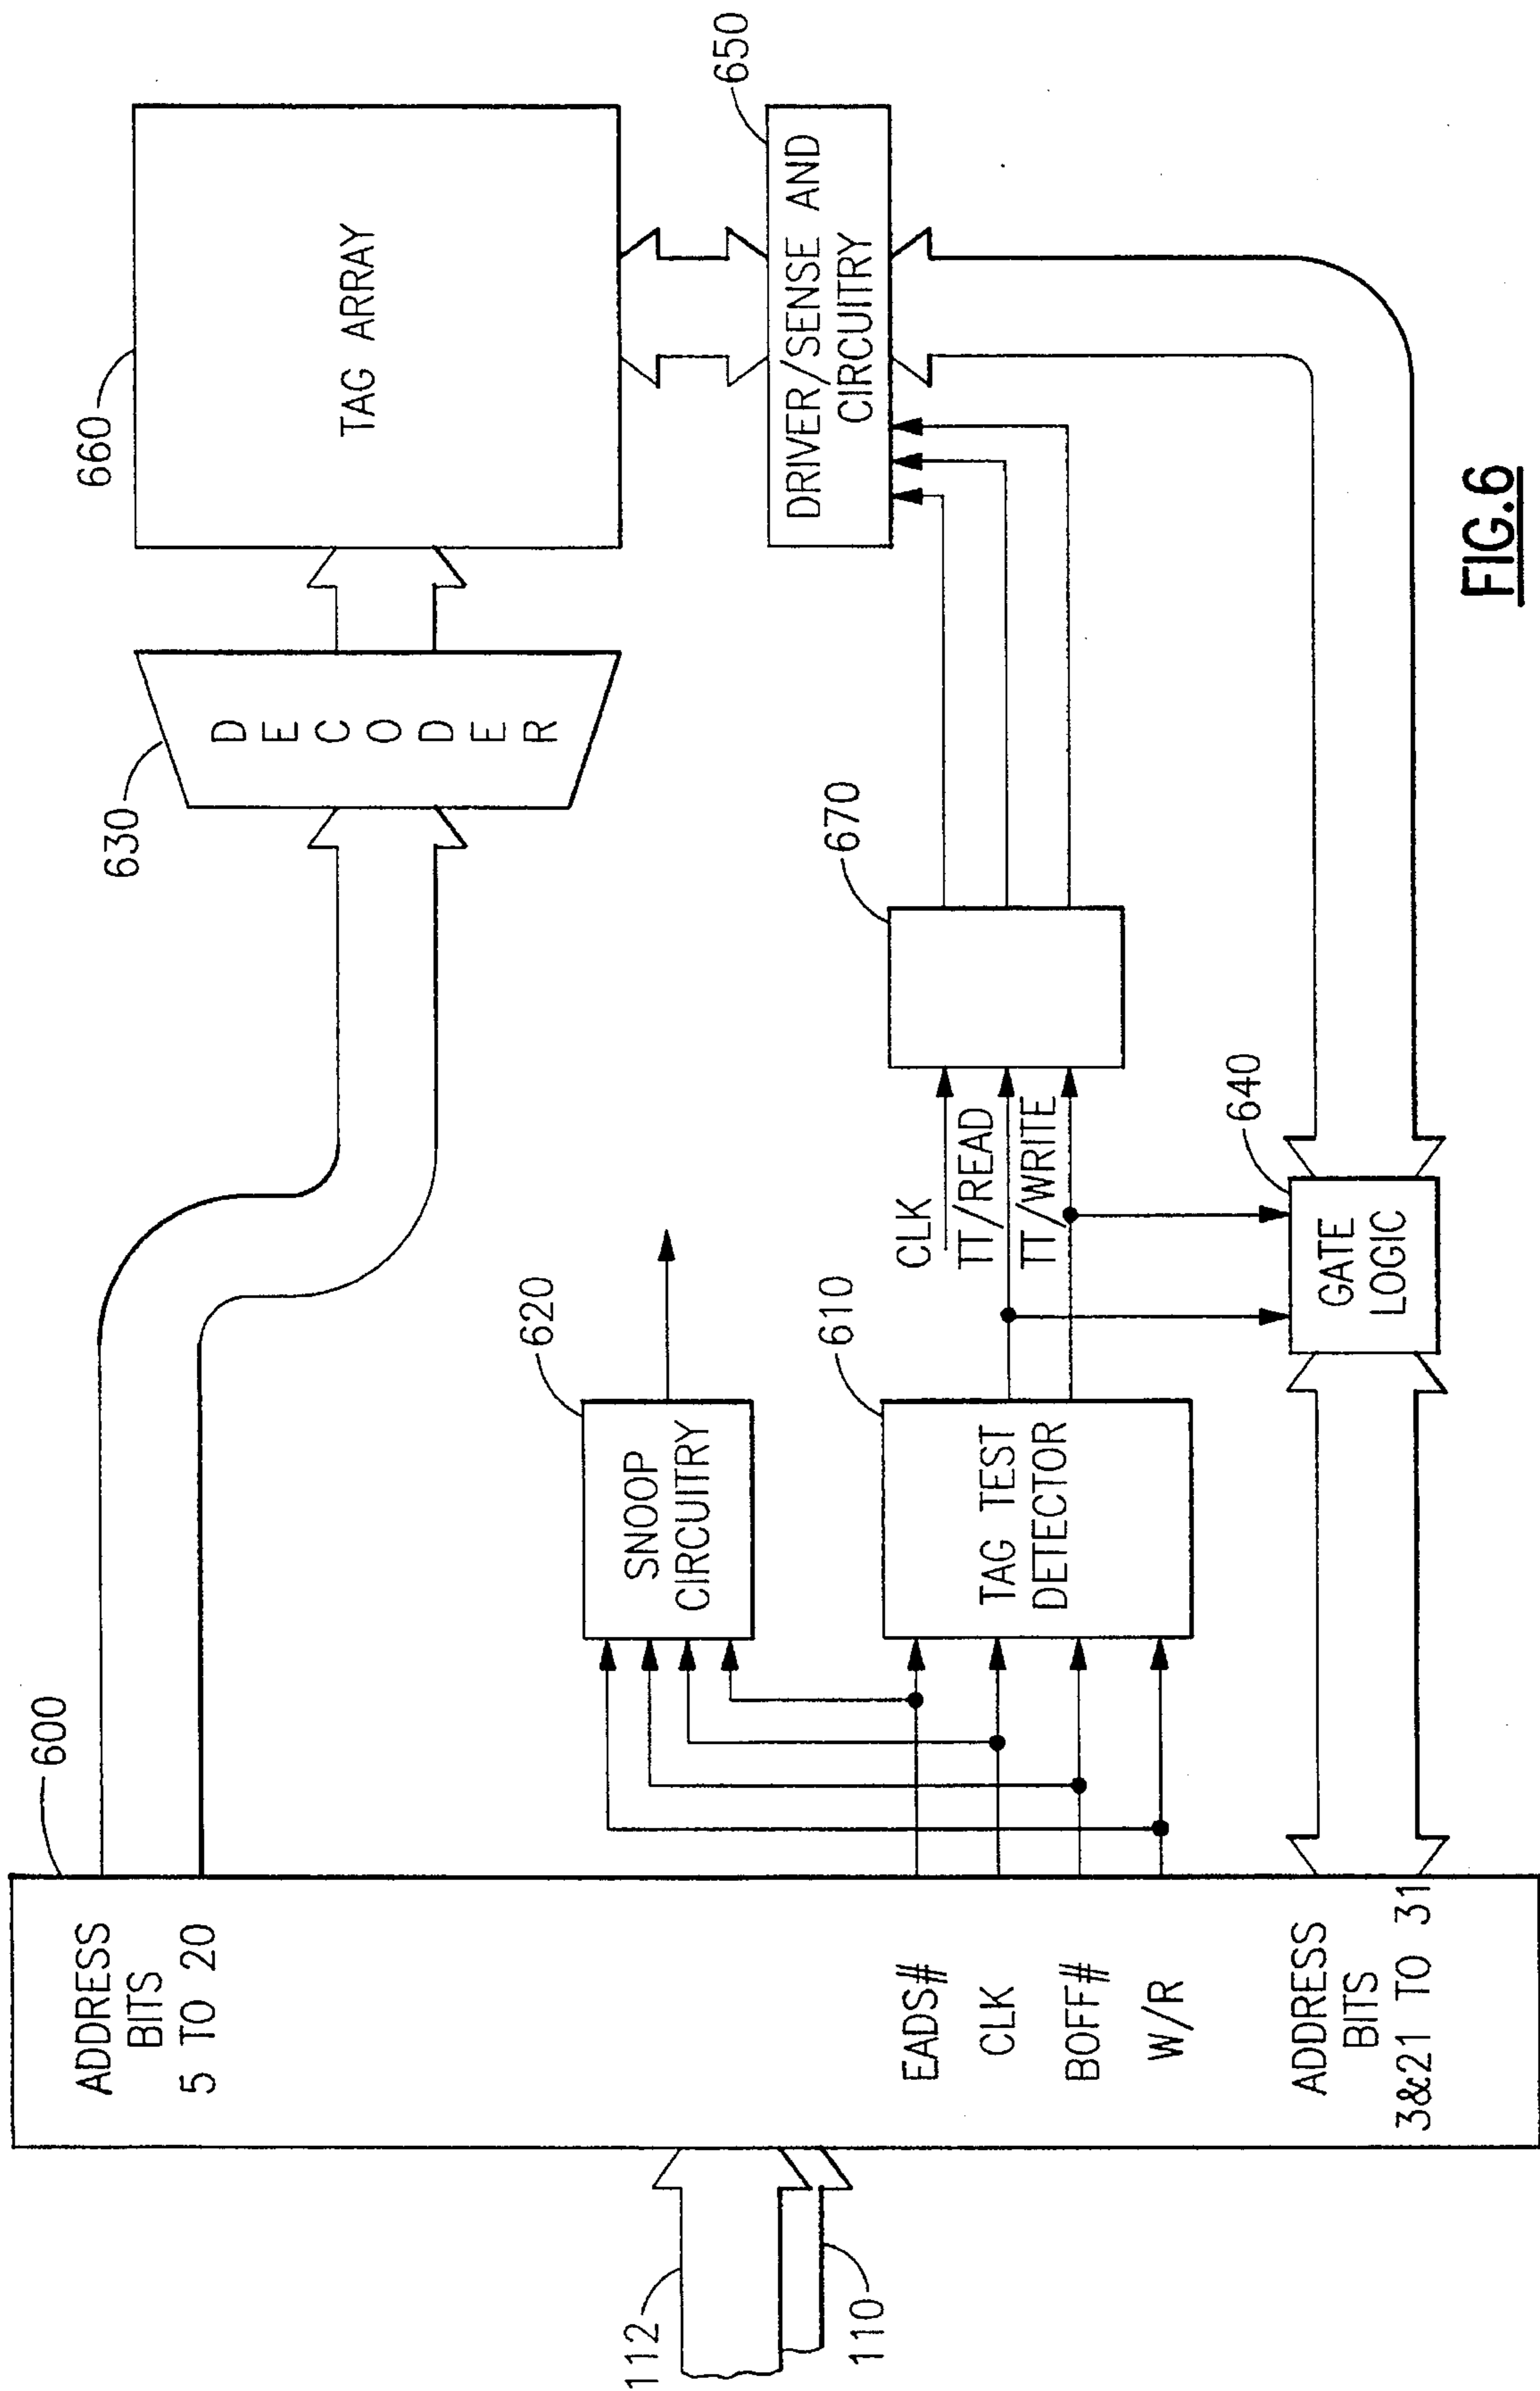 600
ADDRESS
BITS
5 TO 20
630
DECODER
660
TAG ARRAY
620
SNOOP
CIRCUITRY
650
DRIVER/SENSE AND
CIRCUITRY
112
110
EADS#
CLK
BOFF#
W/R
610
TAG TEST
DETECTOR
CLK
TT/READ
TT/WRITE
670
ADDRESS
BITS
3&21 TO 31
640
GATE
LOGIC
FIG.6